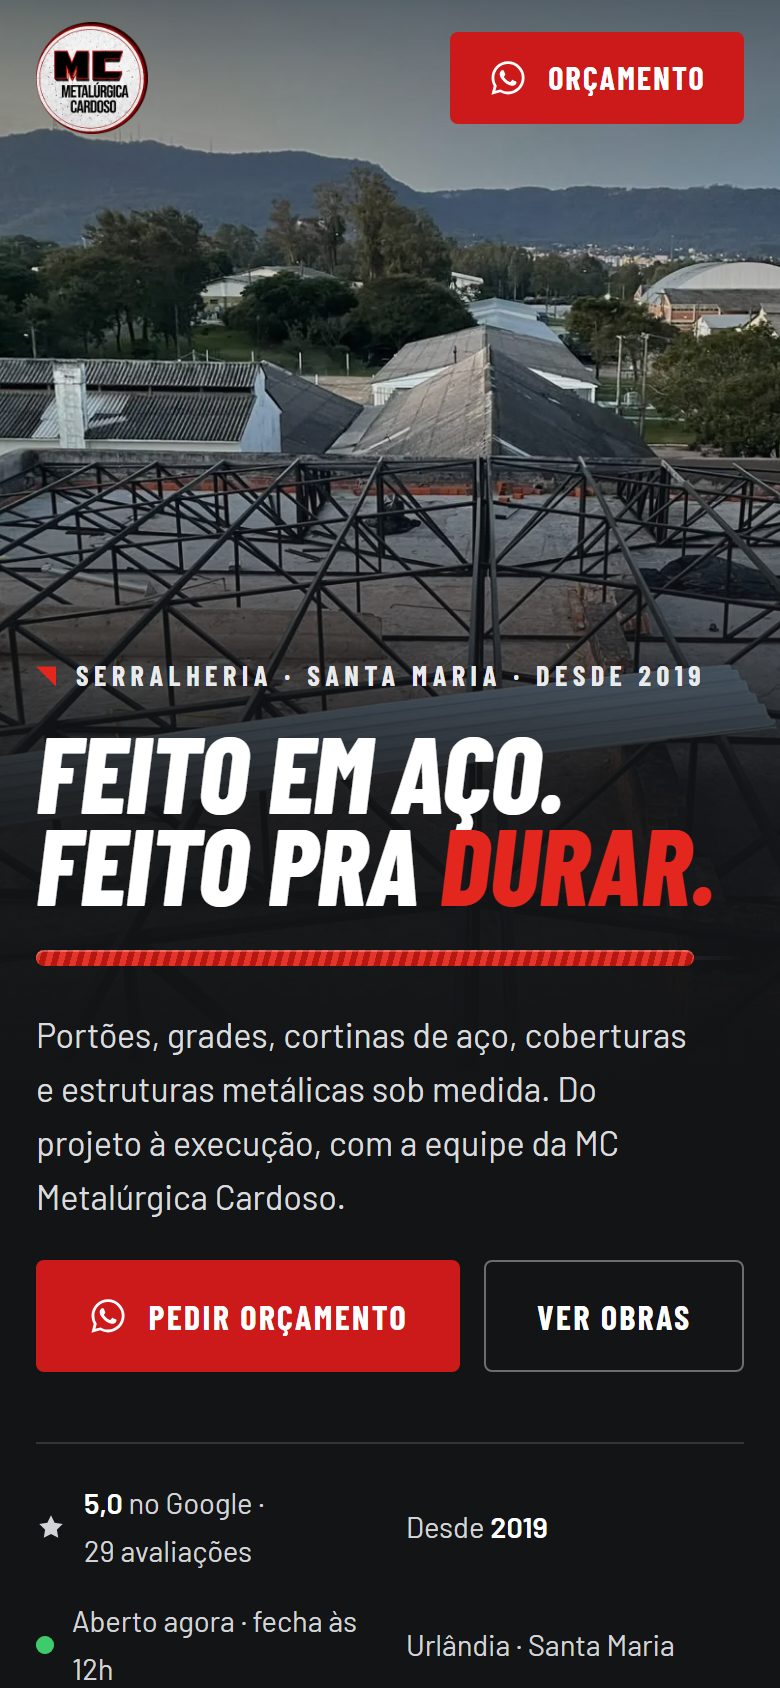 MC
METALÚRGICA
CARDOSO
ORÇAMENTO
SERRALHERIA · SANTA MARIA · DESDE 2019
FEITO EM AÇO.
FEITO PRA DURAR.
Portões, grades, cortinas de aço, coberturas
e estruturas metálicas sob medida. Do
projeto à execução, com a equipe da MC
Metalúrgica Cardoso.
PEDIR ORÇAMENTO
VER OBRAS
5,0 no Google ·
29 avaliações
Desde 2019
Aberto agora · fecha às
12h
Urlândia · Santa Maria